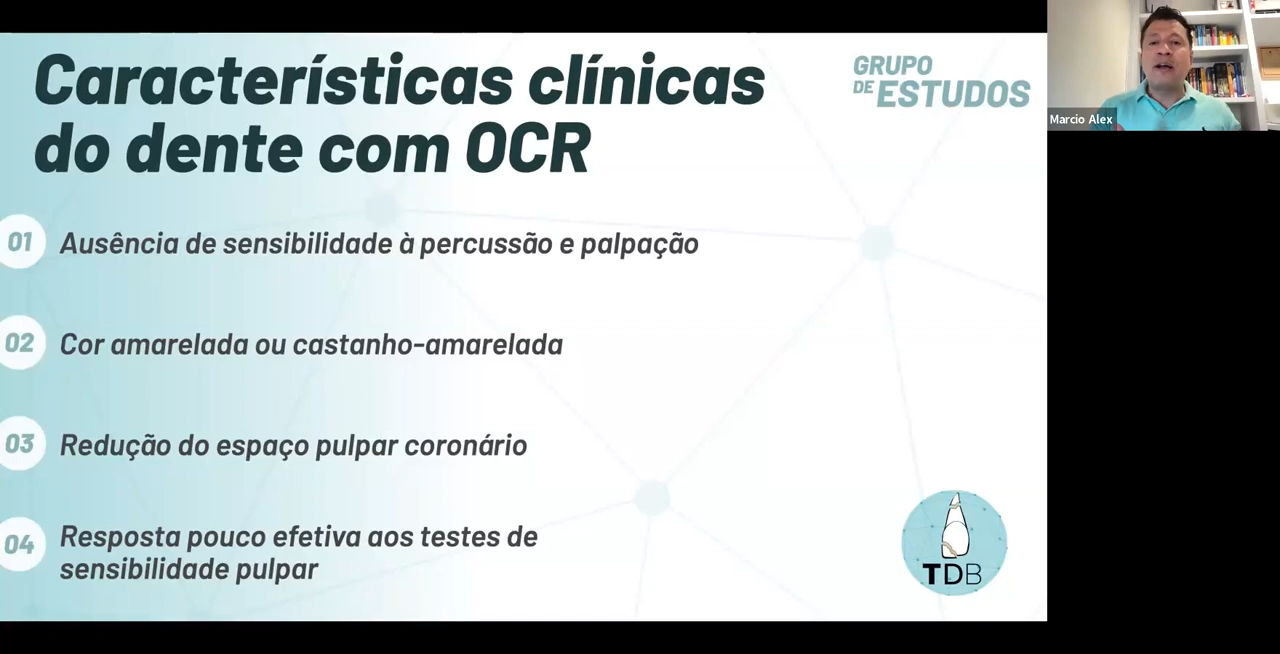 Características clínicas
do dente com OCR
GRUPO
DE ESTUDOS
Marcio Alex
01 Ausência de sensibilidade à percussão e palpação
02 Cor amarelada ou castanho-amarelada
03 Redução do espaço pulpar coronário
04 Resposta pouco efetiva aos testes de
sensibilidade pulpar
TDB